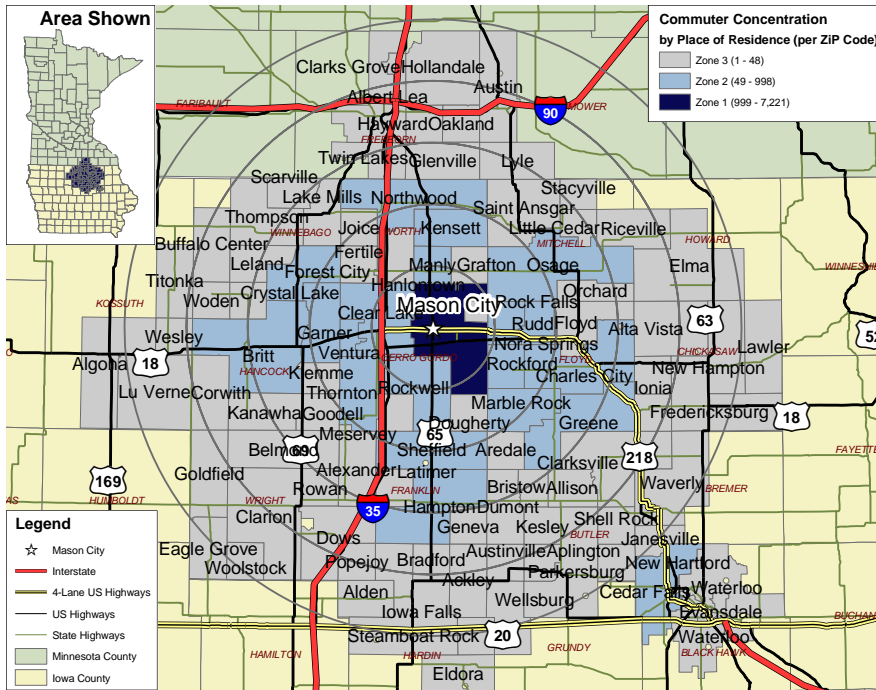 Area Shown
Commuter Concentration
by Place of Residence (per ZiP Code)
Zone 3 (1 - 48)
Zone 2 (49 - 998)
Zone 1 (999 - 7,221)
Clarks Grove
Hollandale
Austin
Albert Lea
FARIBAULT
90
MOWER
Hayward
Oakland
FREEBORN
Twin Lakes
Glenville
Lyle
Scarville
Stacyville
Lake Mills
Northwood
Saint Ansgar
Thompson
Joice
WORTH
Kensett
Little Cedar
Riceville
WINNEBAGO
MITCHELL
HOWARD
Buffalo Center
Fertile
Leland
Forest City
Manly
Grafton
Osage
Elma
WINNESHI
Titonka
Hanlontown
Woden
Crystal Lake
Orchard
KOSSUTH
Mason City
Rock Falls
Clear Lake
Rudd
Floyd
Alta Vista
63
52
Wesley
Garner
Nora Springs
Lawler
18
Britt
Ventura
CERRO GORDO
FLOYD
CHICKASAW
Algona
HANCOCK
Klemme
Rockford
Charles City
New Hampton
Lu Verne
Corwith
Thornton
Rockwell
Ionia
Kanawha
Goodell
Marble Rock
Fredericksburg
18
Dougherty
Greene
Meservey
65
Belmond
69
Sheffield
Aredale
218
FAYETTE
Goldfield
Alexander
Latimer
Clarksville
169
Rowan
FRANKLIN
Bristow
Allison
Waverly
BREMER
HUMBOLDT
WRIGHT
35
Hampton
Dumont
Clarion
Geneva
Kesley
Shell Rock
BUTLER
Dows
Janesville
Eagle Grove
Austinville
Aplington
Woolstock
Popejoy
Bradford
New Hartford
Ackley
Parkersburg
Waterloo
Alden
Wellsburg
Cedar Falls
Evansdale
BUCHAN
Iowa Falls
Steamboat Rock
20
Waterloo
HAMILTON
HARDIN
GRUNDY
BLACK HAWK
Eldora
Legend
Mason City
Interstate
4-Lane US Highways
US Highways
State Highways
Minnesota County
Iowa County